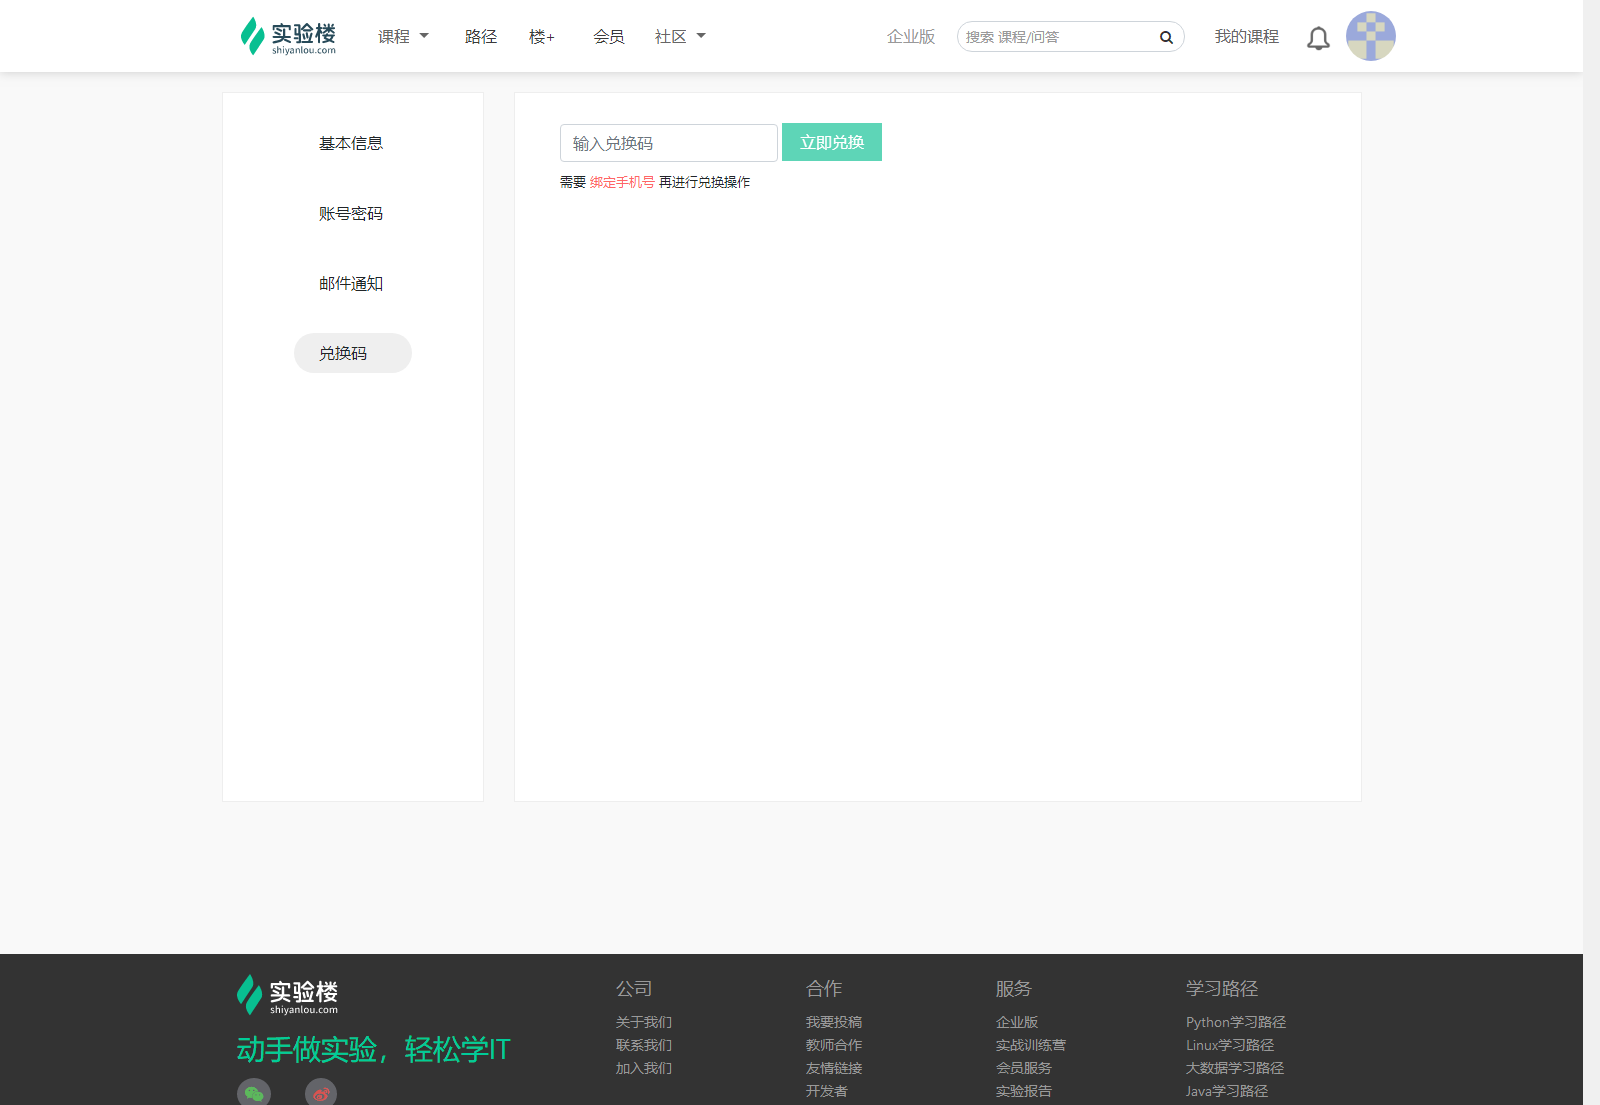 实验楼
shiyanlou.com
课程 路径 楼+ 会员 社区 企业版 搜索 课程/问答 我的课程
基本信息
账号密码
邮件通知
兑换码
输入兑换码 立即兑换
需要 绑定手机号 再进行兑换操作
实验楼
shiyanlou.com
动手做实验，轻松学IT
公司
关于我们
联系我们
加入我们
合作
我要投稿
教师合作
友情链接
开发者
服务
企业版
实战训练营
会员服务
实验报告
学习路径
Python学习路径
Linux学习路径
大数据学习路径
Java学习路径